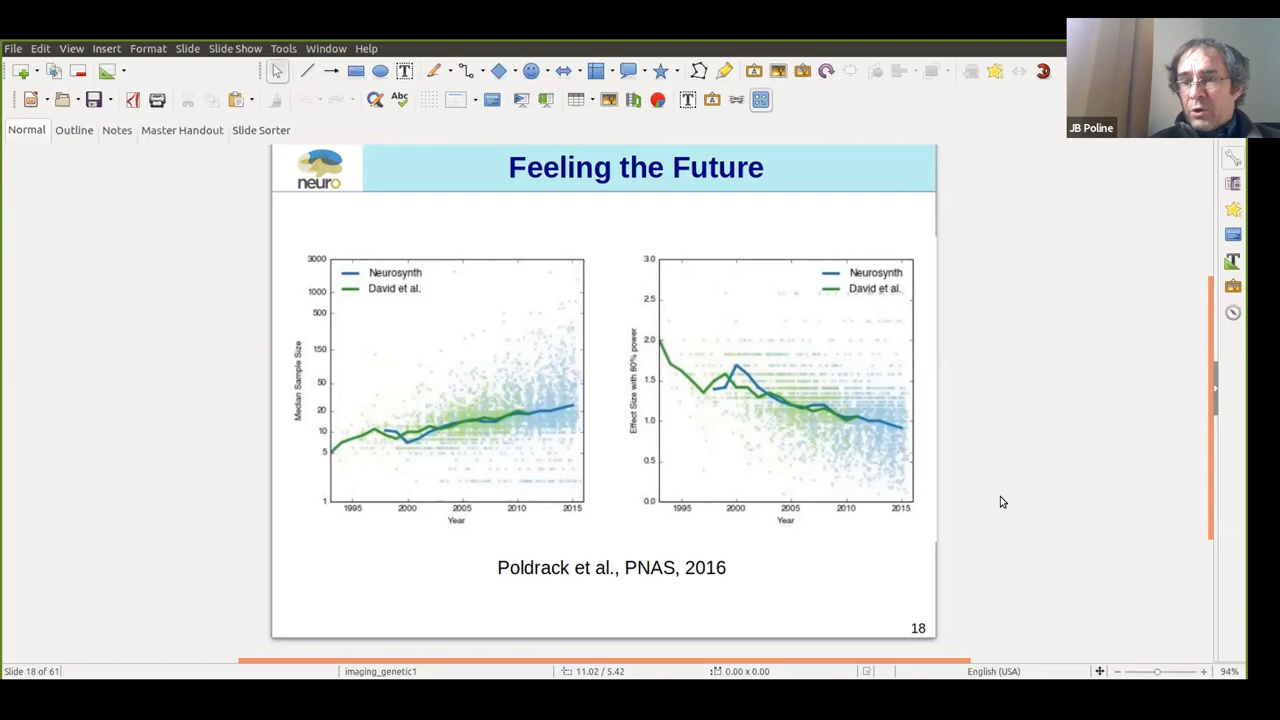 File Edit View Insert Format Slide Slide Show Tools Window Help
JB Poline
Abc
Normal Outline Notes Master Handout Slide Sorter
neuro
Feeling the Future
3000
1000
500
150
50
20
10
5
1
Median Sample Size
Neurosynth
David et al.
1995 2000 2005 2010 2015
Year
3.0
2.5
2.0
1.5
1.0
0.5
0.0
Effect Size with 80% power
Neurosynth
David et al.
1995 2000 2005 2010 2015
Year
Poldrack et al., PNAS, 2016
18
Slide 18 of 61 imaging_genetic1 11.02 / 5.42 0.00 x 0.00 English (USA) 94%